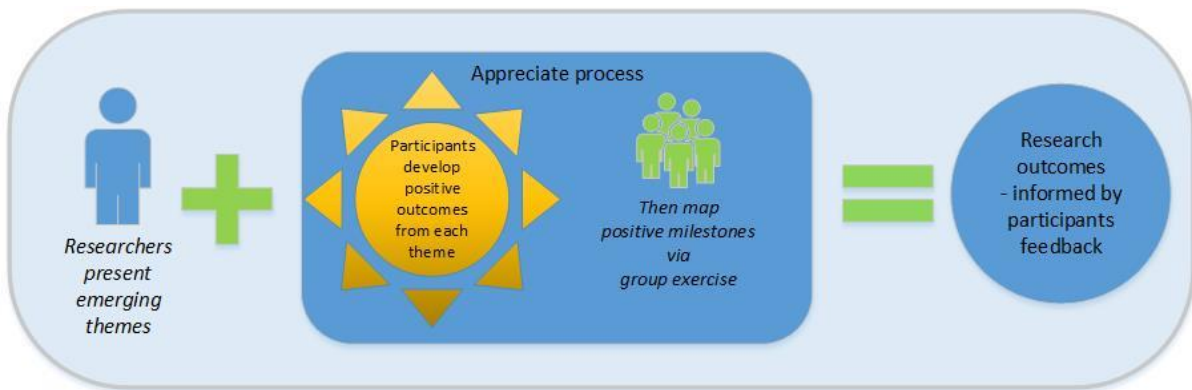 Researchers
present
emerging
themes
Appreciate process
Participants
develop
positive
outcomes
from each
theme
Then map
positive milestones
via
group exercise
Research
outcomes
- informed by
participants
feedback